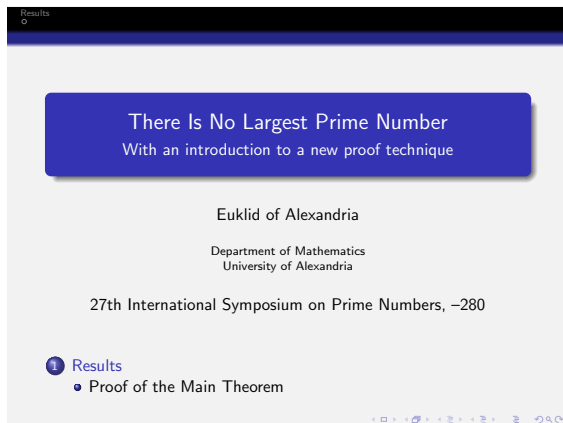 Results
There Is No Largest Prime Number
With an introduction to a new proof technique
Euklid of Alexandria
Department of Mathematics
University of Alexandria
27th International Symposium on Prime Numbers, –280
1 Results
Proof of the Main Theorem